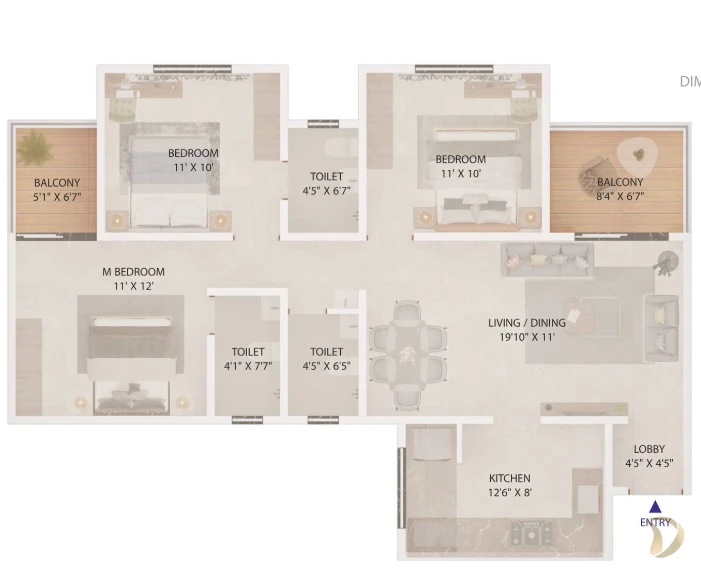 DIM
BEDROOM
11' X 10'
BEDROOM
11' X 10'
TOILET
4'5" X 6'7"
BALCONY
5'1" X 6'7"
BALCONY
8'4" X 6'7"
M BEDROOM
11' X 12'
LIVING / DINING
19'10" X 11'
TOILET
4'1" X 7'7"
TOILET
4'5" X 6'5"
LOBBY
4'5" X 4'5"
KITCHEN
12'6" X 8'
ENTRY